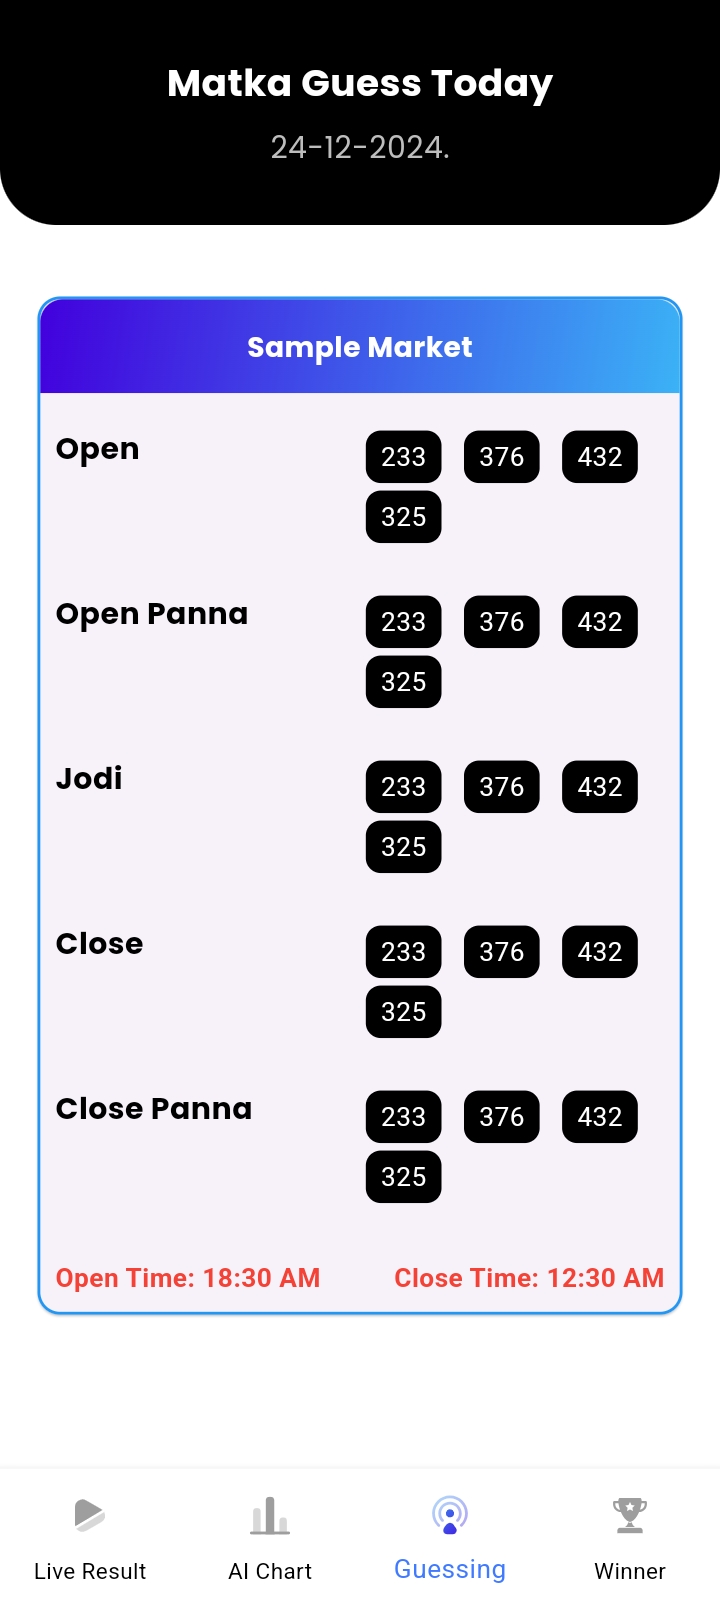 Matka Guess Today
24-12-2024.
Sample Market
Open
233 376 432
325
Open Panna
233 376 432
325
Jodi
233 376 432
325
Close
233 376 432
325
Close Panna
233 376 432
325
Open Time: 18:30 AM Close Time: 12:30 AM
Live Result AI Chart Guessing Winner